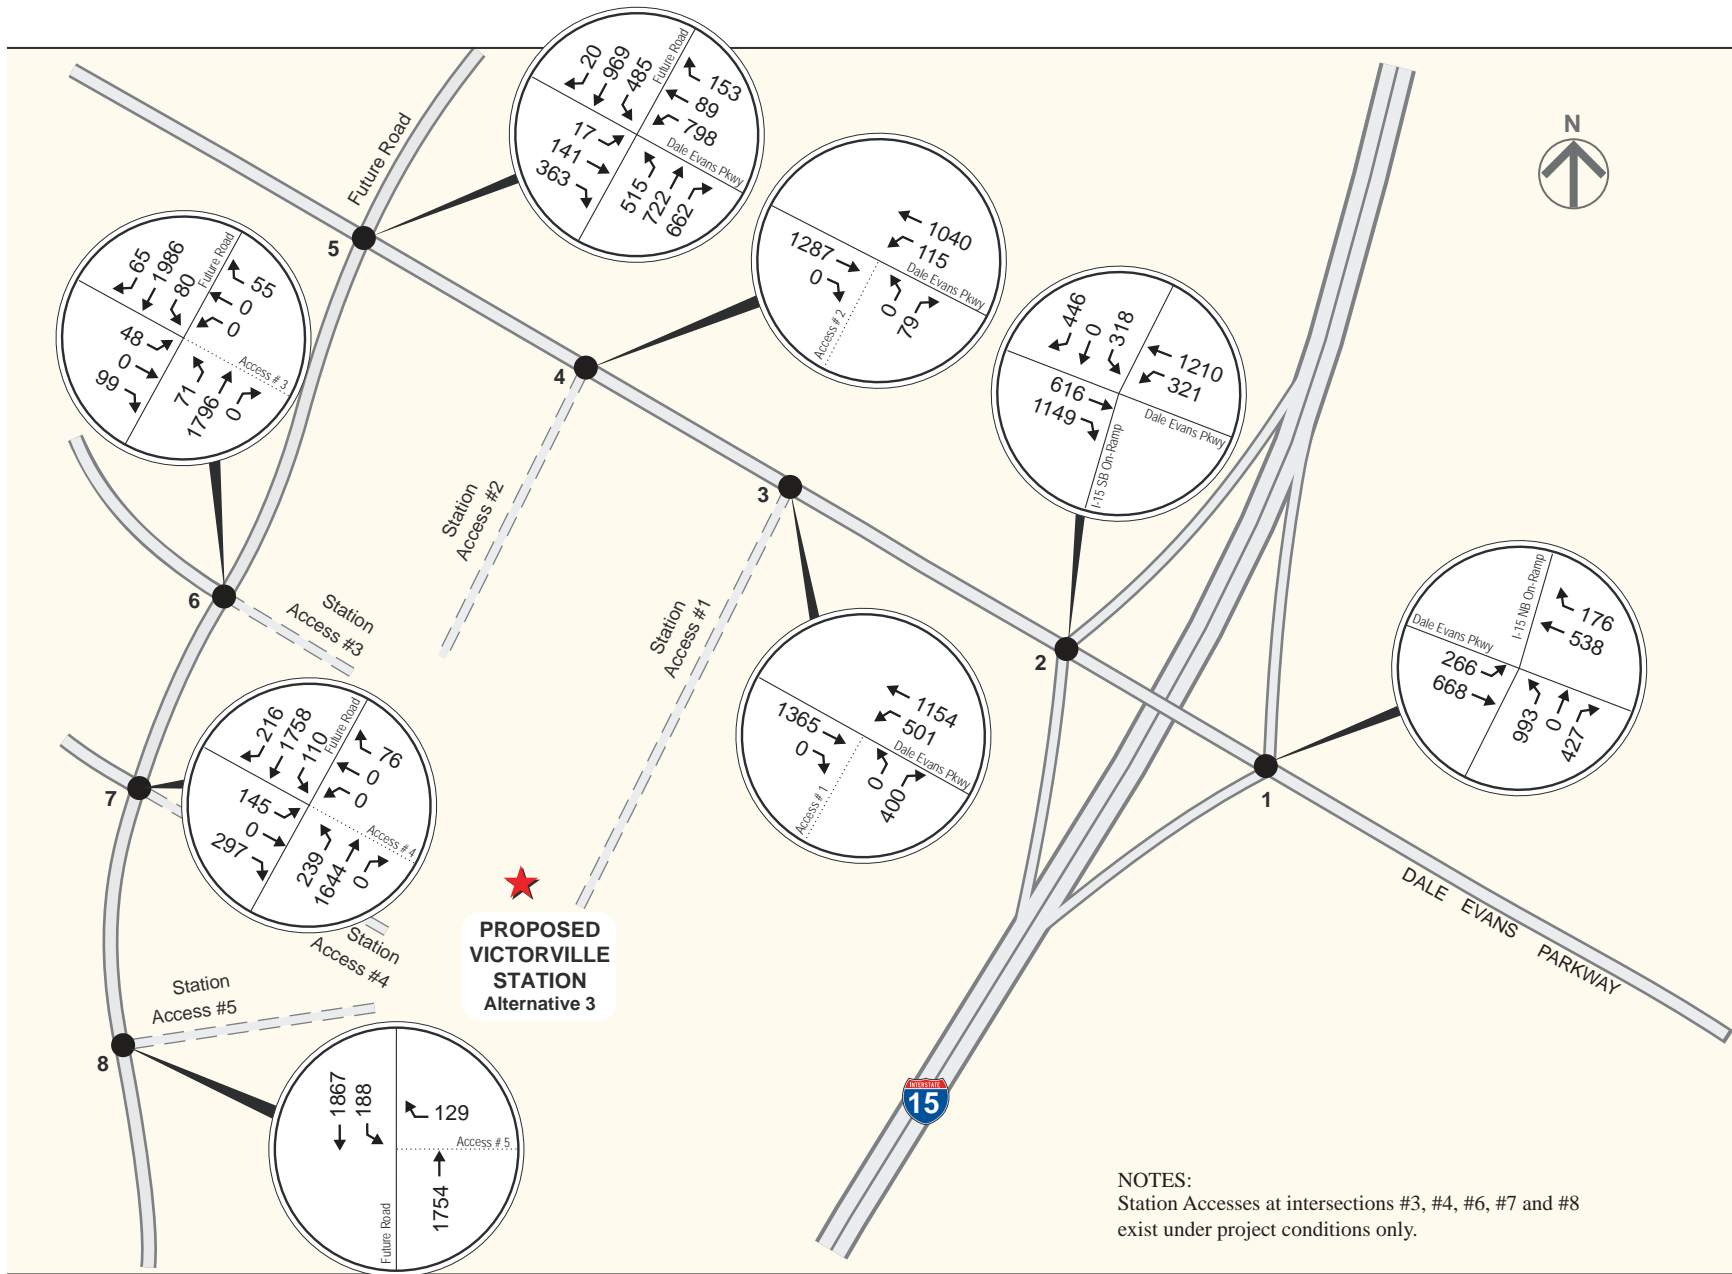 20
969
485
Future Road
153
89
798
Dale Evans Pkwy
17
141
363
515
722
662
Future Road
5
N
1040
115
Dale Evans Pkwy
1287
0
Access # 2
0
79
4
65
1986
80
Future Road
55
0
0
Access # 3
48
0
99
71
1796
0
6
446
0
318
1210
321
Dale Evans Pkwy
616
1149
I-15 SB On-Ramp
2
Station
Access #2
3
Station
Access #1
Station
Access #3
I-15 NB On-Ramp
176
538
Dale Evans Pkwy
266
668
993
0
427
1
1154
501
Dale Evans Pkwy
1365
0
Access # 1
0
400
216
1758
110
Future Road
76
0
0
Access # 4
145
0
297
239
1644
0
7
Station
Access #4
PROPOSED
VICTORVILLE
STATION
Alternative 3
DALE EVANS PARKWAY
Station
Access #5
8
1867
188
129
Access # 5
1754
Future Road
INTERSTATE
15
NOTES:
Station Accesses at intersections #3, #4, #6, #7 and #8
exist under project conditions only.